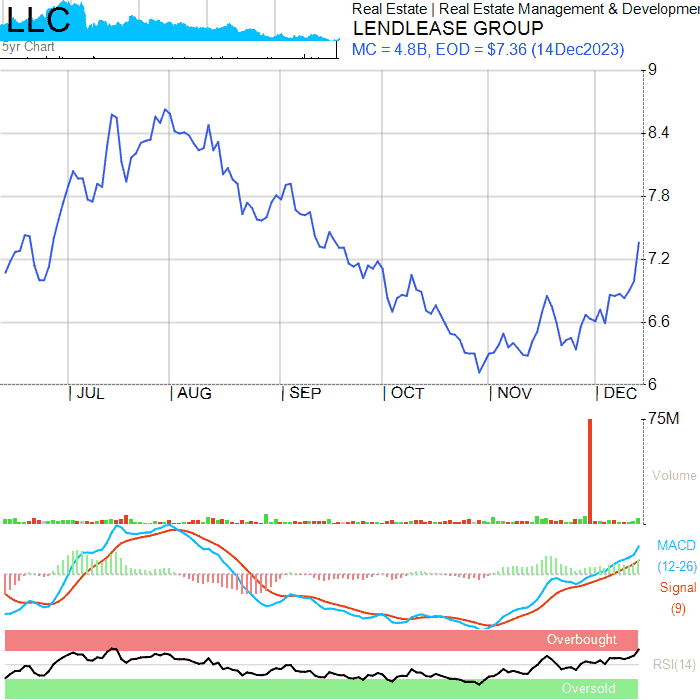 LLC
5yr Chart
Real Estate | Real Estate Management & Developmer
LENDLEASE GROUP
MC = 4.8B, EOD = $7.36 (14Dec2023)
9
8.4
7.8
7.2
6.6
6
| JUL | AUG | SEP | OCT | NOV | DEC
75M
Volume
MACD
(12-26)
Signal
(9)
Overbought
RSI(14)
Oversold